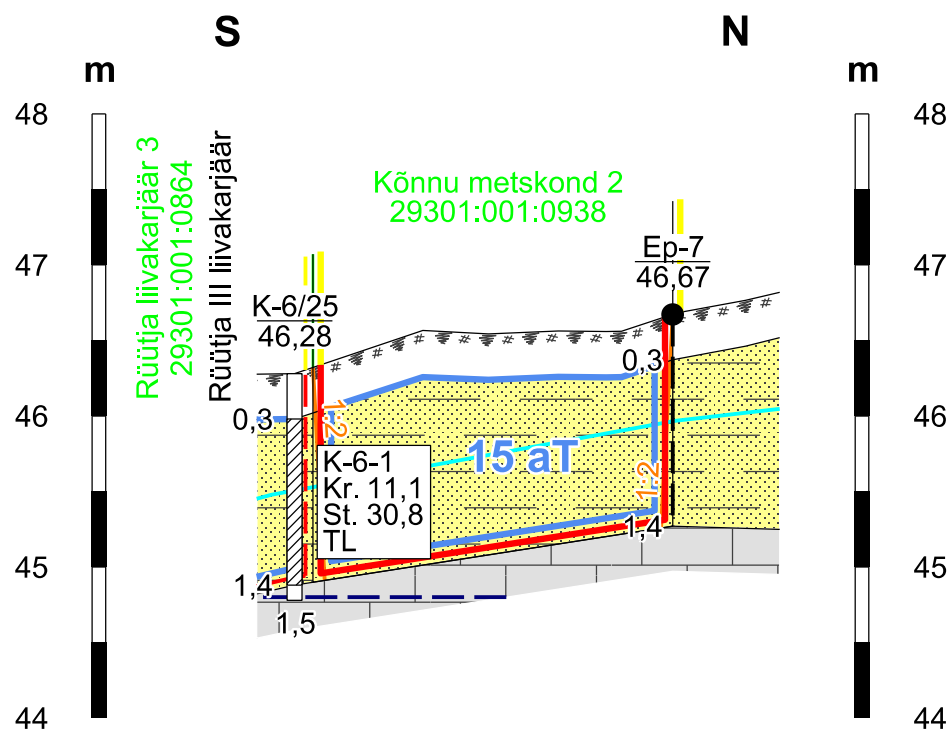 S
N
m
m
48
48
47
47
46
46
45
45
44
44
Rüütja liivakarjäär 3
29301:001:0864
Rüütja III liivakarjäär
Kõnnu metskond 2
29301:001:0938
K-6/25
46,28
Ep-7
46,67
0,3
0,3
1:2
15 aT
1:2
K-6-1
Kr. 11,1
St. 30,8
TL
1,4
1,4
1,5